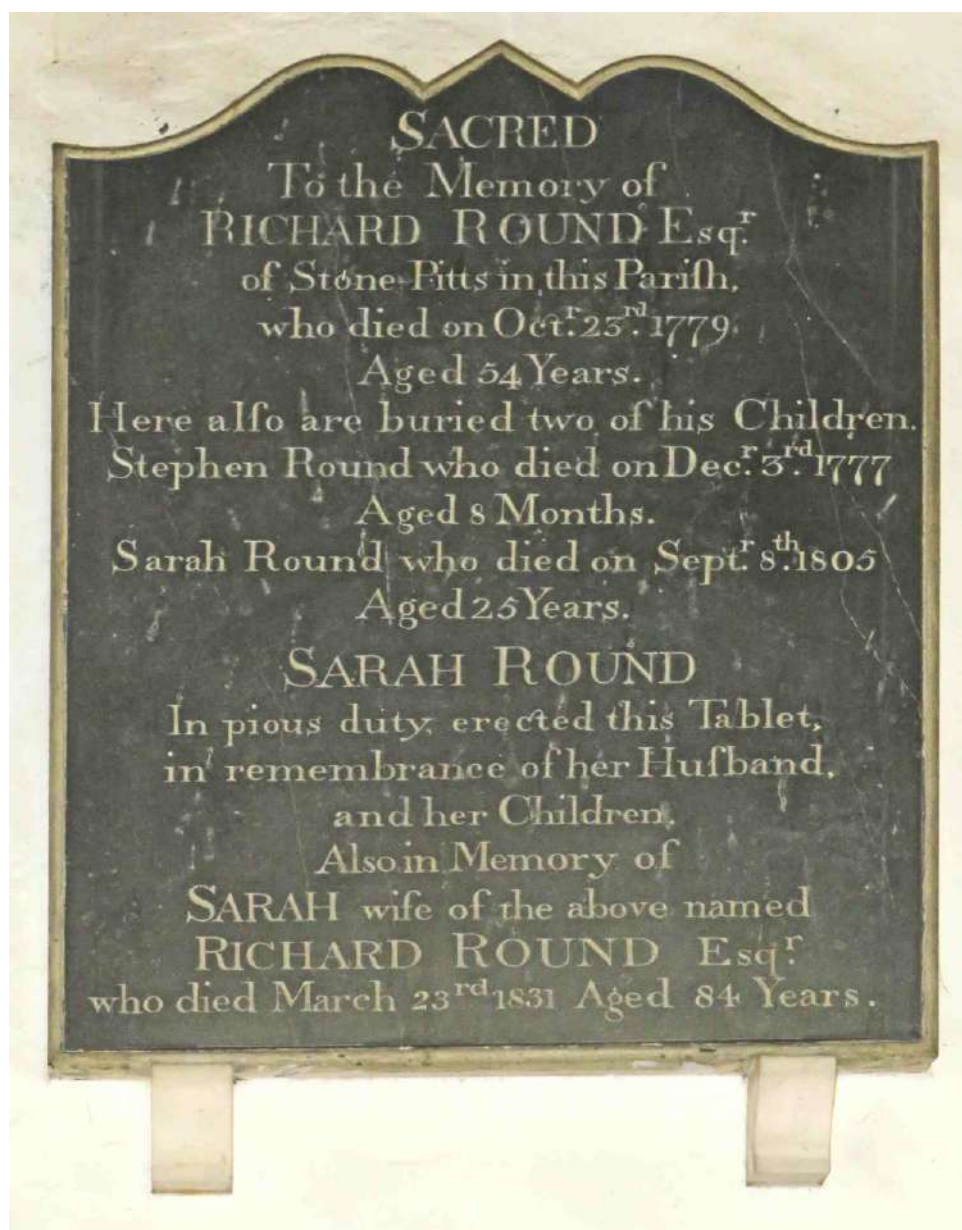 SACRED
To the Memory of
RICHARD ROUND Esqr.
of Stone-Pitts in this Pariſh,
who died on Octr. 23rd. 1779
Aged 54 Years.
Here alſo are buried two of his Children.
Stephen Round who died on Decr. 3rd. 1777
Aged 8 Months.
Sarah Round who died on Septr. 8th. 1805
Aged 25 Years.
SARAH ROUND
In pious duty, erected this Tablet,
in remembrance of her Huſband,
and her Children.
Also in Memory of
SARAH wife of the above named
RICHARD ROUND Esqr.
who died March 23rd 1831 Aged 84 Years.